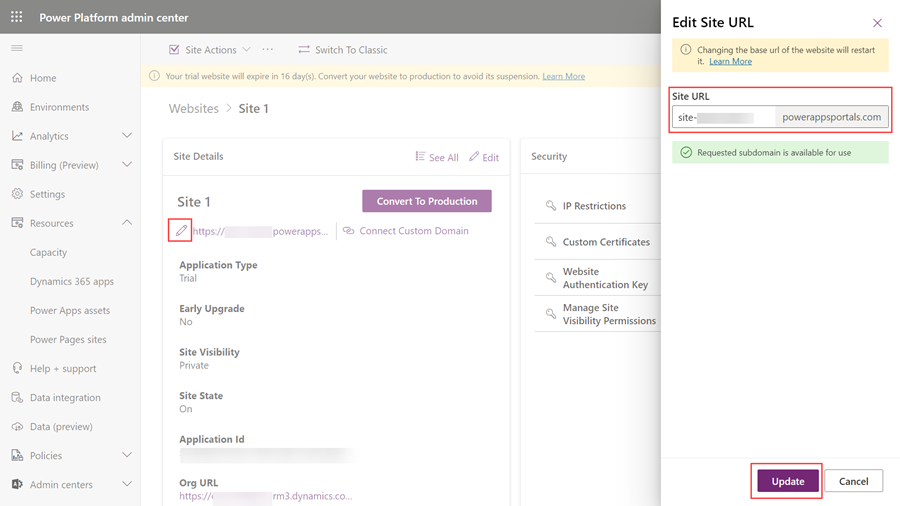 Power Platform admin center
Home
Environments
Analytics
Billing (Preview)
Settings
Resources
Capacity
Dynamics 365 apps
Power Apps assets
Power Pages sites
Help + support
Data integration
Data (preview)
Policies
Admin centers
Site Actions
Switch To Classic
Your trial website will expire in 16 day(s). Convert your website to production to avoid its suspension. Learn More
Websites > Site 1
Site Details
See All
Edit
Site 1
Convert To Production
https:// powerapps...
Connect Custom Domain
Application Type
Trial
Early Upgrade
No
Site Visibility
Private
Site State
On
Application Id
Org URL
https:// rm3.dynamics.co...
Security
IP Restrictions
Custom Certificates
Website
Authentication Key
Manage Site
Visibility Permissions
Edit Site URL
Changing the base url of the website will restart
it. Learn More
Site URL
site- powerappsportals.com
Requested subdomain is available for use
Update
Cancel